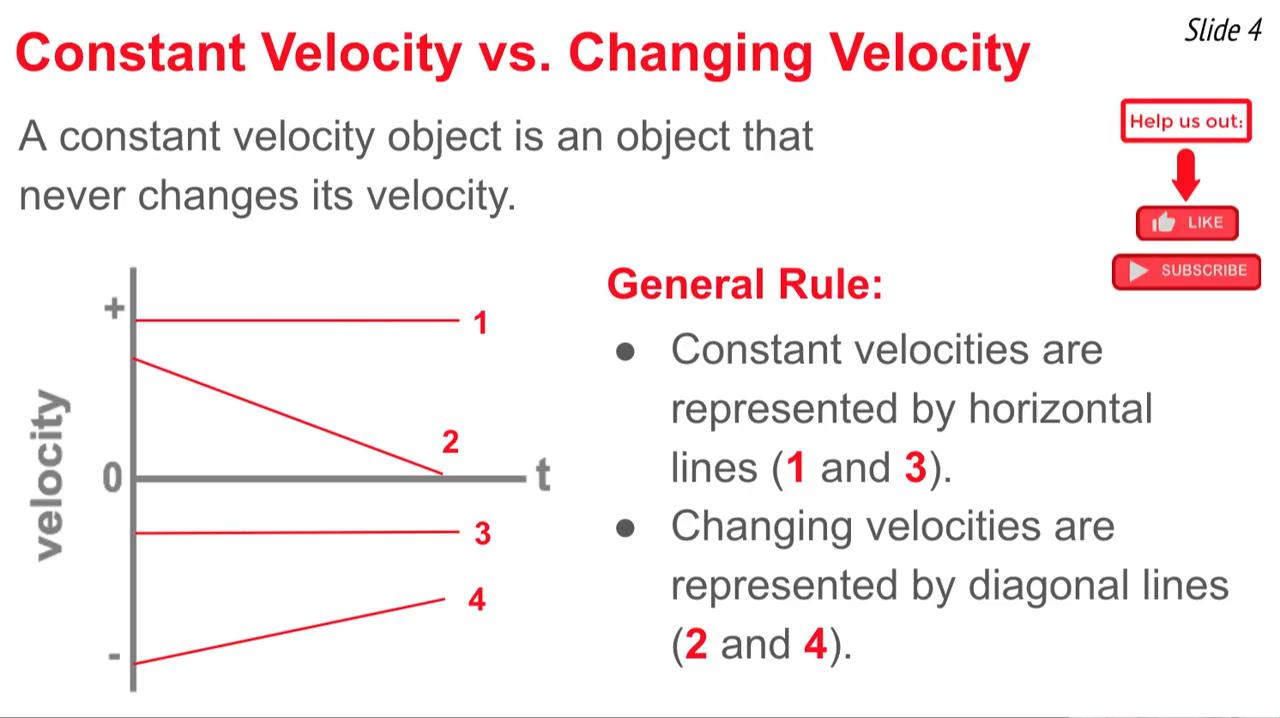 Slide 4
Constant Velocity vs. Changing Velocity
A constant velocity object is an object that
never changes its velocity.
Help us out:
LIKE
SUBSCRIBE
+
1
2
velocity
0
t
3
4
-
General Rule:
● Constant velocities are
represented by horizontal
lines (1 and 3).
● Changing velocities are
represented by diagonal lines
(2 and 4).